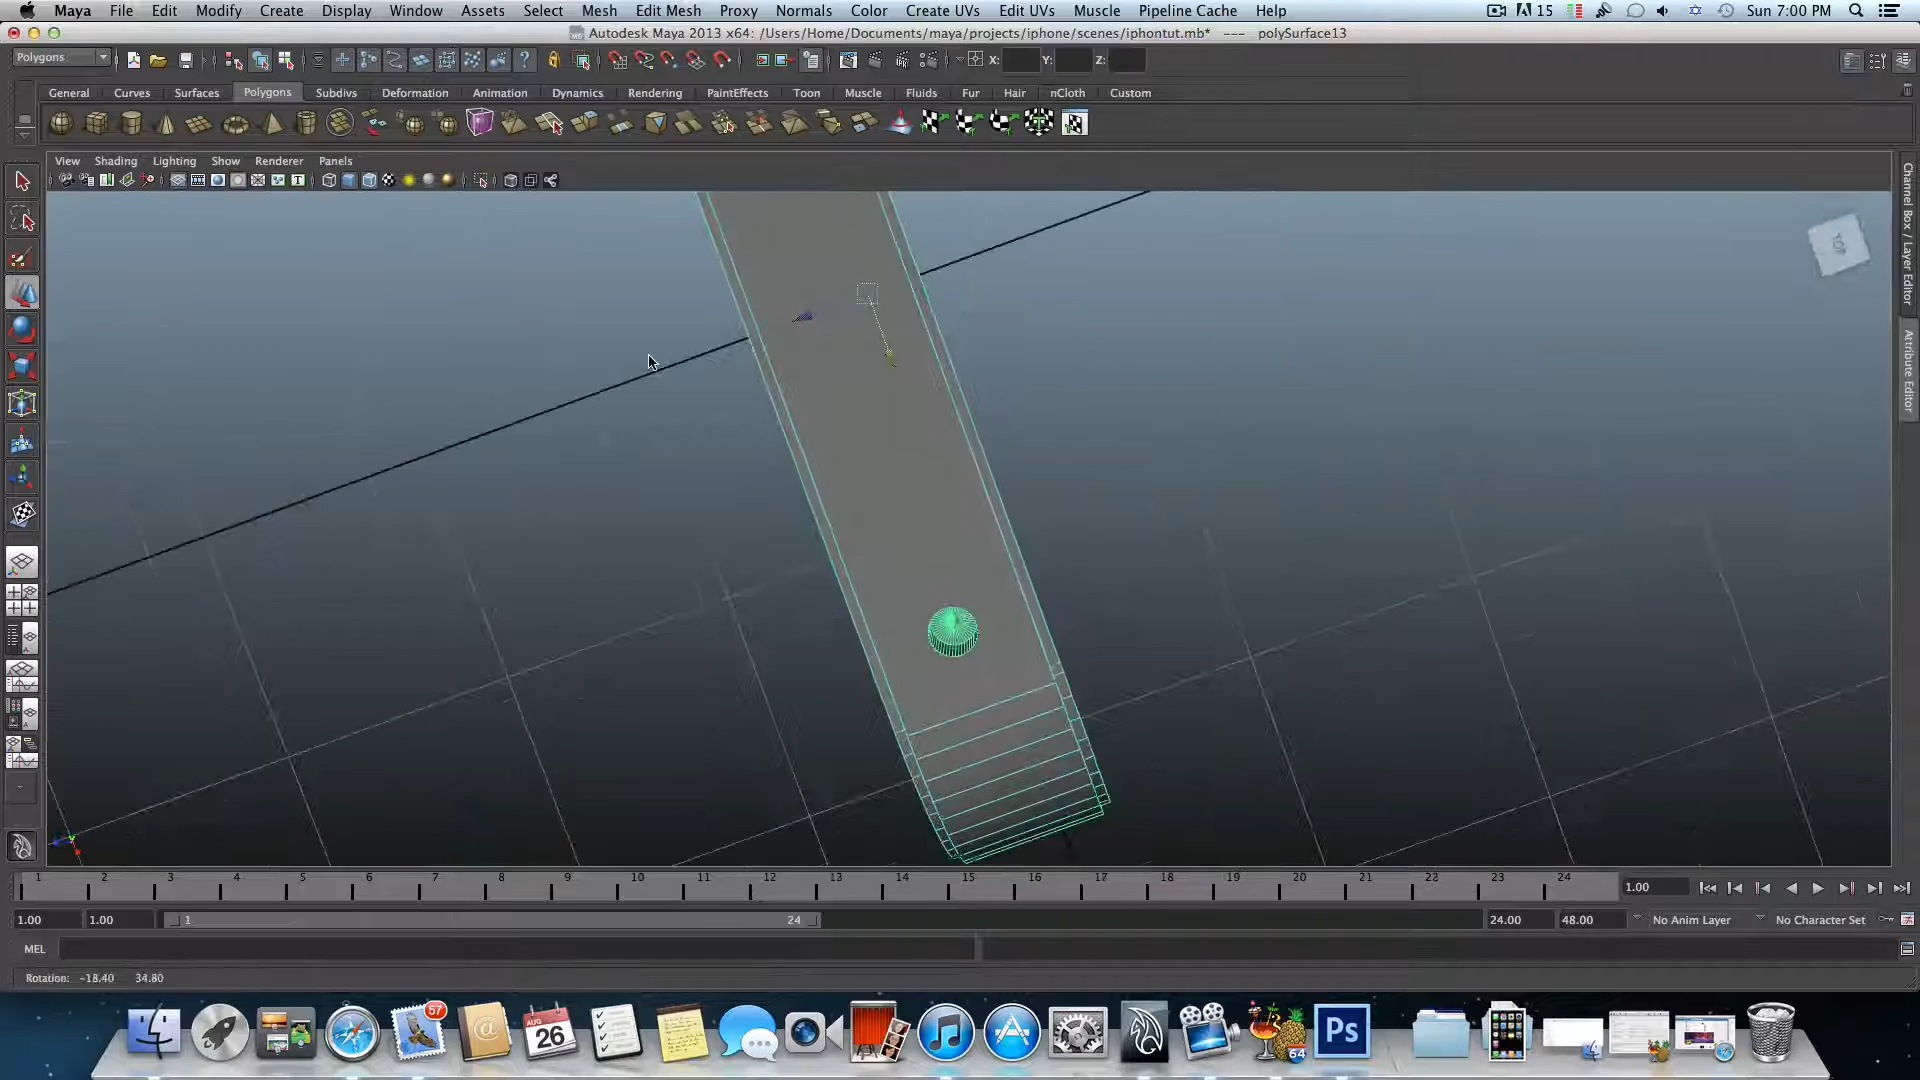 Maya File Edit Modify Create Display Window Assets Select Mesh Edit Mesh Proxy Normals Color Create UVs Edit UVs Muscle Pipeline Cache Help 15 Sun 7:00 PM
Autodesk Maya 2013 x64: /Users/Home/Documents/maya/projects/iphone/scenes/iphontut.mb* --- polySurface13
Polygons X: Y: Z:
General Curves Surfaces Polygons Subdivs Deformation Animation Dynamics Rendering PaintEffects Toon Muscle Fluids Fur Hair nCloth Custom
View Shading Lighting Show Renderer Panels
Channel Box / Layer Editor
Attribute Editor
TOP
1 2 3 4 5 6 7 8 9 10 11 12 13 14 15 16 17 18 19 20 21 22 23 24 1.00
1.00 1.00 1 24 24.00 48.00 No Anim Layer No Character Set
MEL
Rotation: -18.40 34.80
57
AUG
26
64
Ps